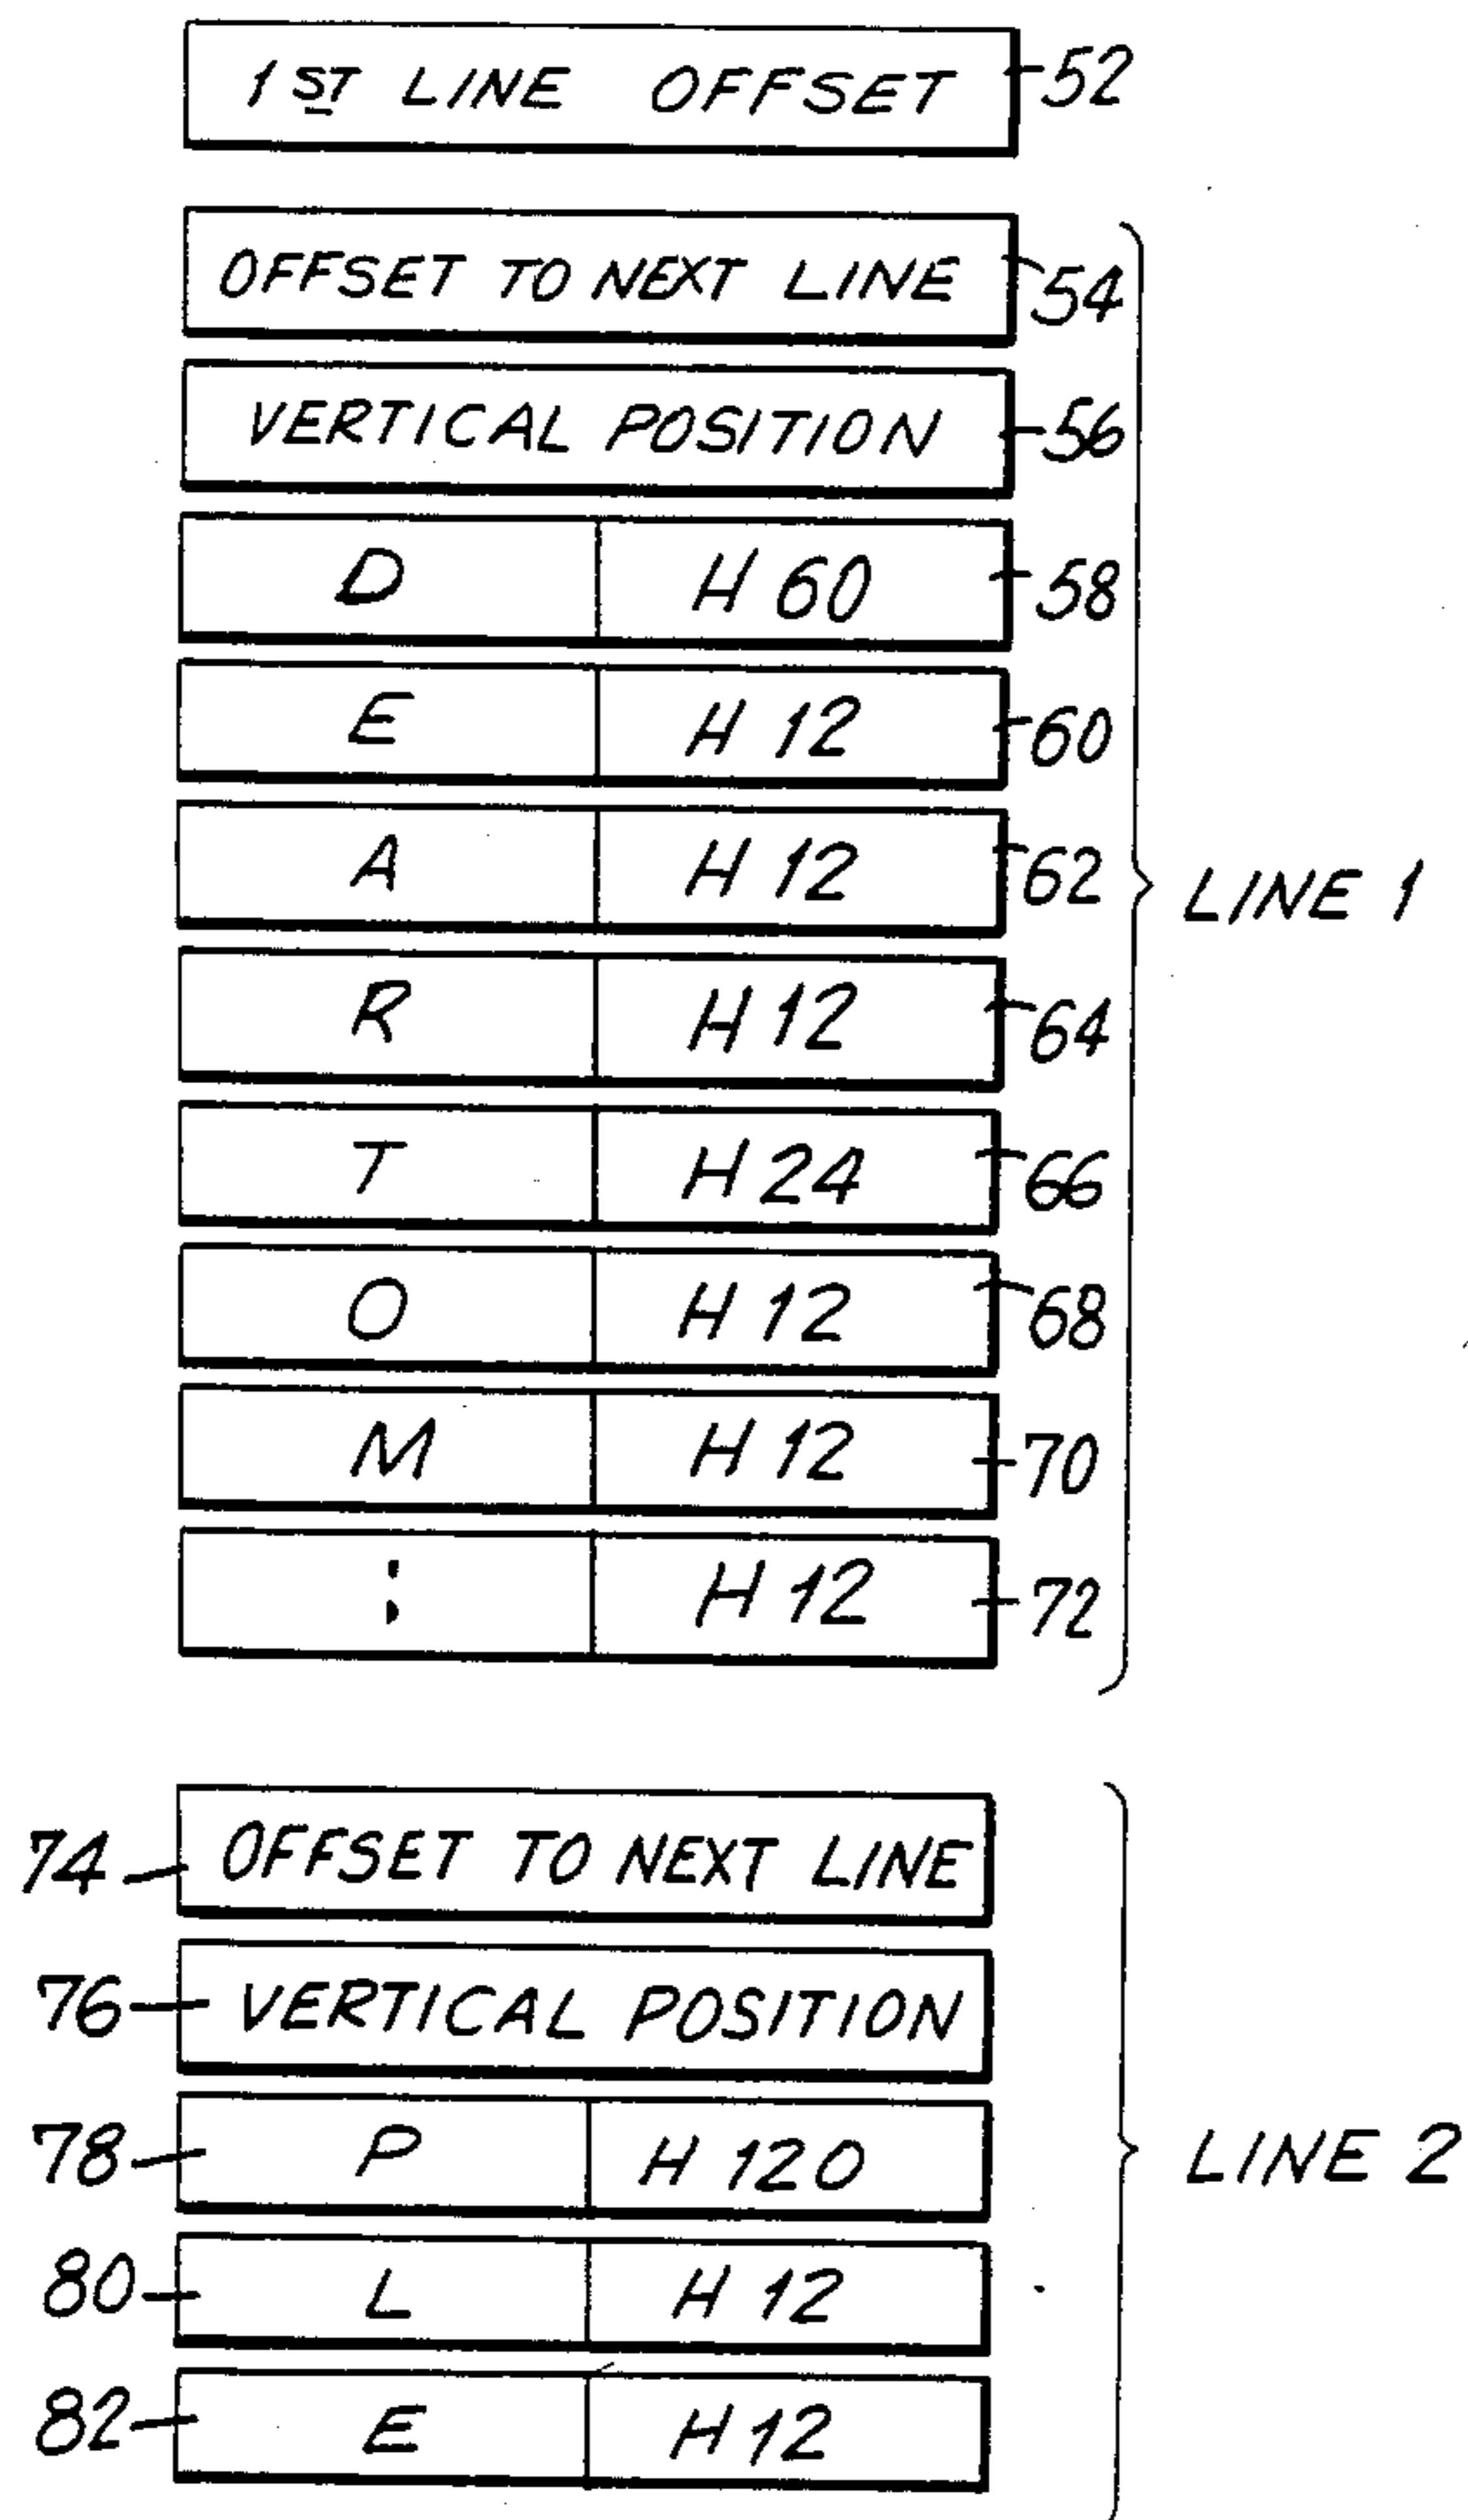 1ST LINE OFFSET 52
OFFSET TO NEXT LINE 54
VERTICAL POSITION 56
D H 60 58
E H 12 60
A H 12 62
LINE 1
R H 12 64
T H 24 66
O H 12 68
M H 12 70
; H 12 72
74 OFFSET TO NEXT LINE
76 VERTICAL POSITION
78 P H 120
LINE 2
80 L H 12
82 E H 12